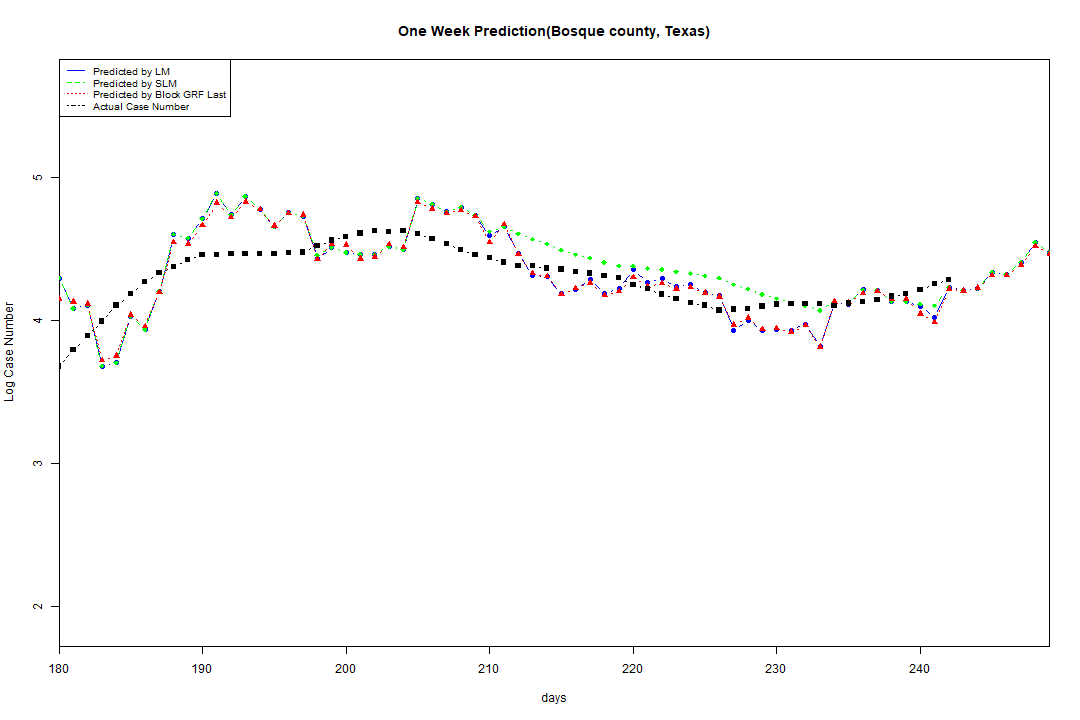 One Week Prediction(Bosque county, Texas)
Predicted by LM
Predicted by SLM
Predicted by Block GRF Last
Actual Case Number
5
4
3
2
Log Case Number
180 190 200 210 220 230 240
days